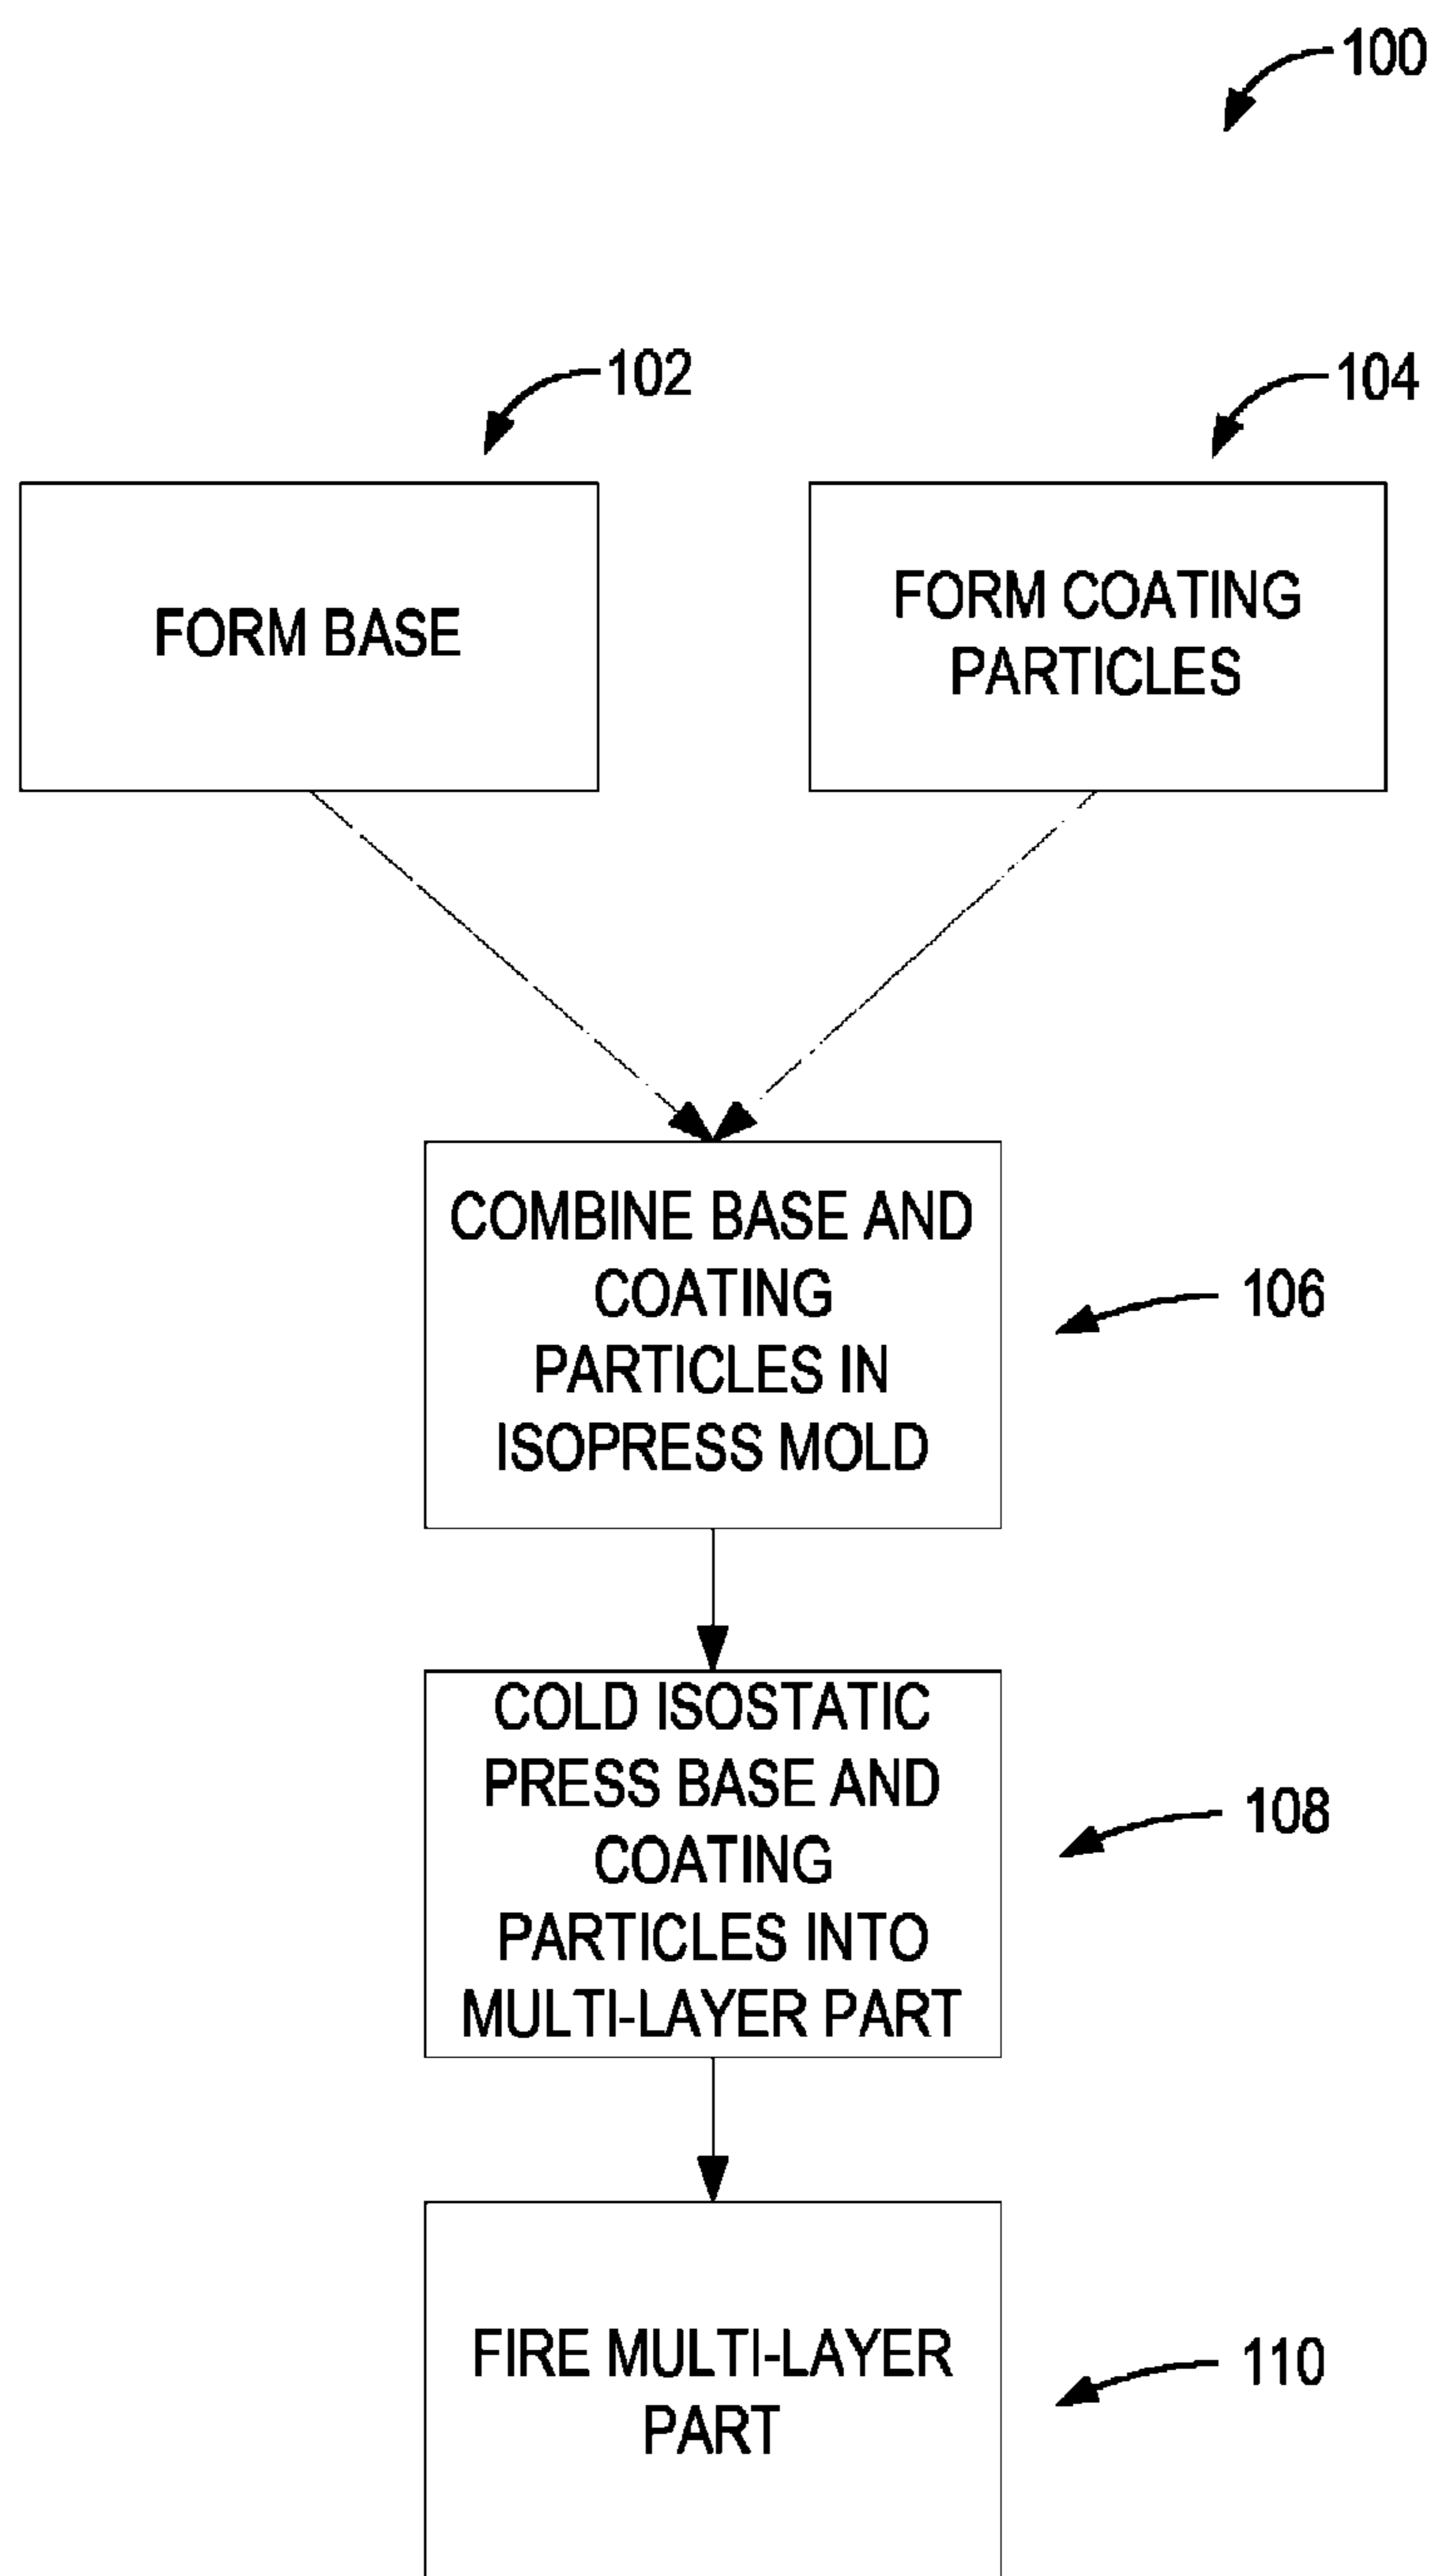 100
102
104
FORM BASE
FORM COATING
PARTICLES
COMBINE BASE AND
COATING
PARTICLES IN
ISOPRESS MOLD
106
COLD ISOSTATIC
PRESS BASE AND
COATING
PARTICLES INTO
MULTI-LAYER PART
108
FIRE MULTI-LAYER
PART
110